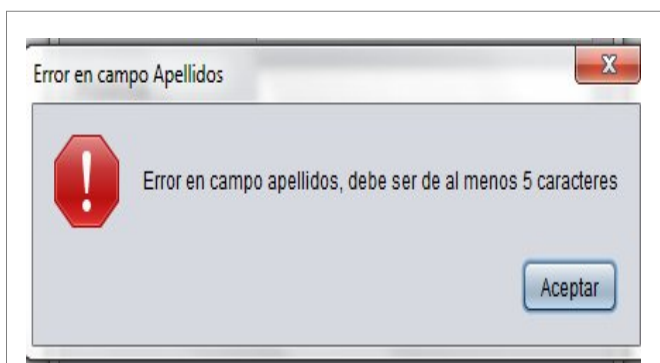 Error en campo Apellidos
Error en campo apellidos, debe ser de al menos 5 caracteres
Aceptar